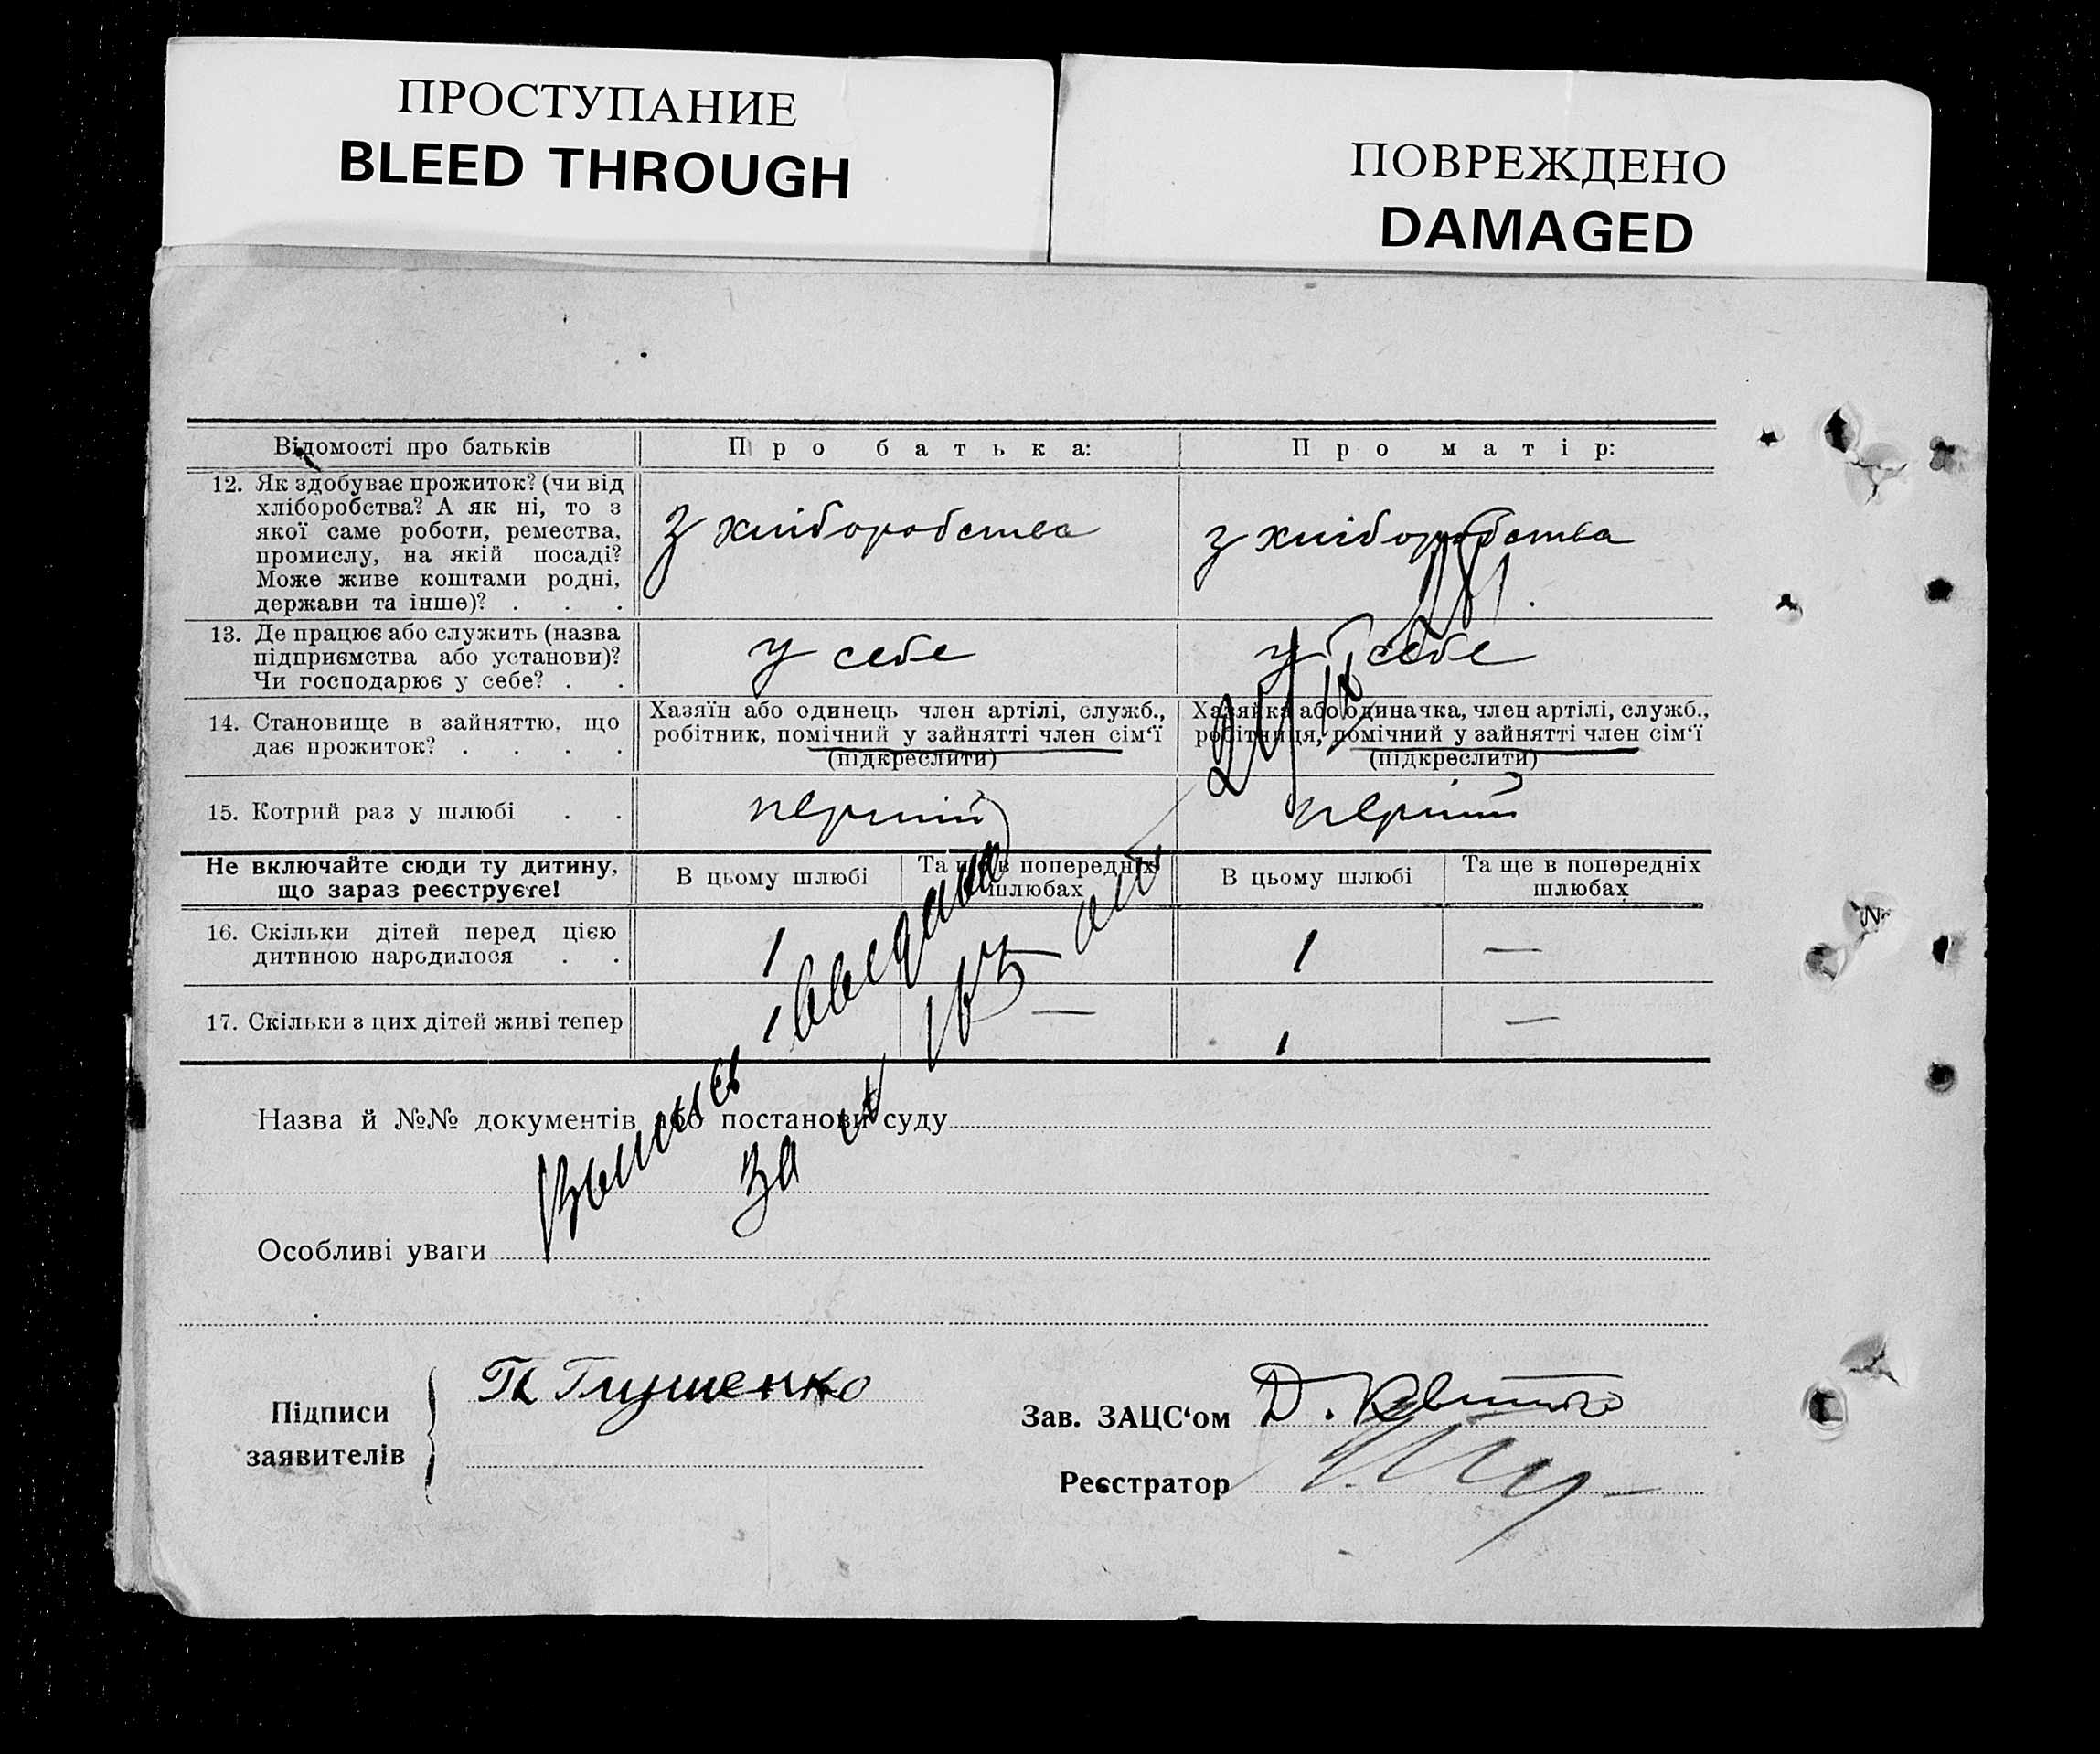 ПРОСТУПАНИЕ
BLEED THROUGH
ПОВРЕЖДЕНО
DAMAGED
Відомості про батьків
Про батька:
Про матір:
12. Як здобуває прожиток? (чи від
хліборобства? А як ні, то з
якої саме роботи, ремества,
промислу, на якій посаді?
Може живе коштами родні,
держави та інше)? . . .
З хліборобства
з хліборобства
13. Де працює або служить (назва
підприємства або установи)?
Чи господарює у себе? . .
у себе
у себе
14. Становище в зайняттю, що
дає прожиток? . . . .
Хазяїн або одинець член артілі, служб.,
робітник, помічний у зайнятті член сім‘ї
(підкреслити)
Хазяйка або одиначка, член артілі, служб.,
робітниця, помічний у зайнятті член сім‘ї
(підкреслити)
15. Котрий раз у шлюбі . .
перший
перший
Не включайте сюди ту дитину,
що зараз реєструєте!
В цьому шлюбі
Та ще в попередніх
шлюбах
В цьому шлюбі
Та ще в попередніх
шлюбах
16. Скільки дітей перед цією
дитиною народилося . .
1
1
—
17. Скільки з цих дітей живі тепер
1
—
1
—
за №
Назва й №№ документів або постанови суду
Особливі уваги
Підписи
заявителів
Глущенко
Зав. ЗАЦС‘ом
Д.
Реєстратор